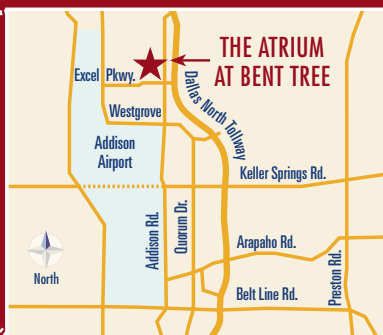 THE ATRIUM
AT BENT TREE
Excel Pkwy.
Dallas North Tollway
Westgrove
Addison
Airport
Keller Springs Rd.
Addison Rd.
Quorum Dr.
Arapaho Rd.
Preston Rd.
North
Belt Line Rd.